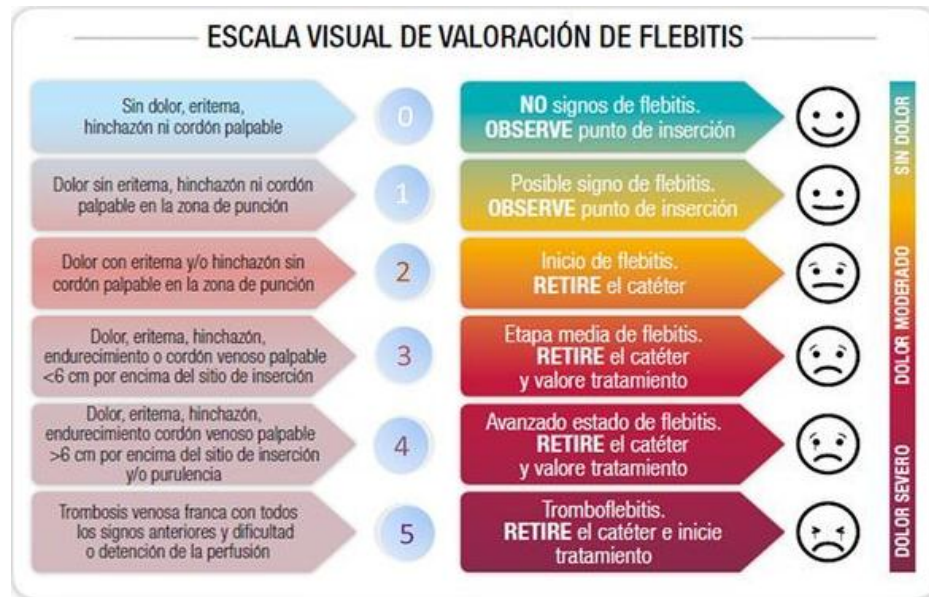 ESCALA VISUAL DE VALORACIÓN DE FLEBITIS
Sin dolor, eritema,
hinchazón ni cordón palpable
0
NO signos de flebitis.
OBSERVE punto de inserción
Dolor sin eritema, hinchazón ni cordón
palpable en la zona de punción
1
Posible signo de flebitis.
OBSERVE punto de inserción
Dolor con eritema y/o hinchazón sin
cordón palpable en la zona de punción
2
Inicio de flebitis.
RETIRE el catéter
Dolor, eritema, hinchazón,
endurecimiento o cordón venoso palpable
<6 cm por encima del sitio de inserción
3
Etapa media de flebitis.
RETIRE el catéter
y valore tratamiento
Dolor, eritema, hinchazón,
endurecimiento cordón venoso palpable
>6 cm por encima del sitio de inserción
y/o purulencia
4
Avanzado estado de flebitis.
RETIRE el catéter
y valore tratamiento
Trombosis venosa franca con todos
los signos anteriores y dificultad
o detención de la perfusión
5
Tromboflebitis.
RETIRE el catéter e inicie
tratamiento
SIN DOLOR
DOLOR MODERADO
DOLOR SEVERO